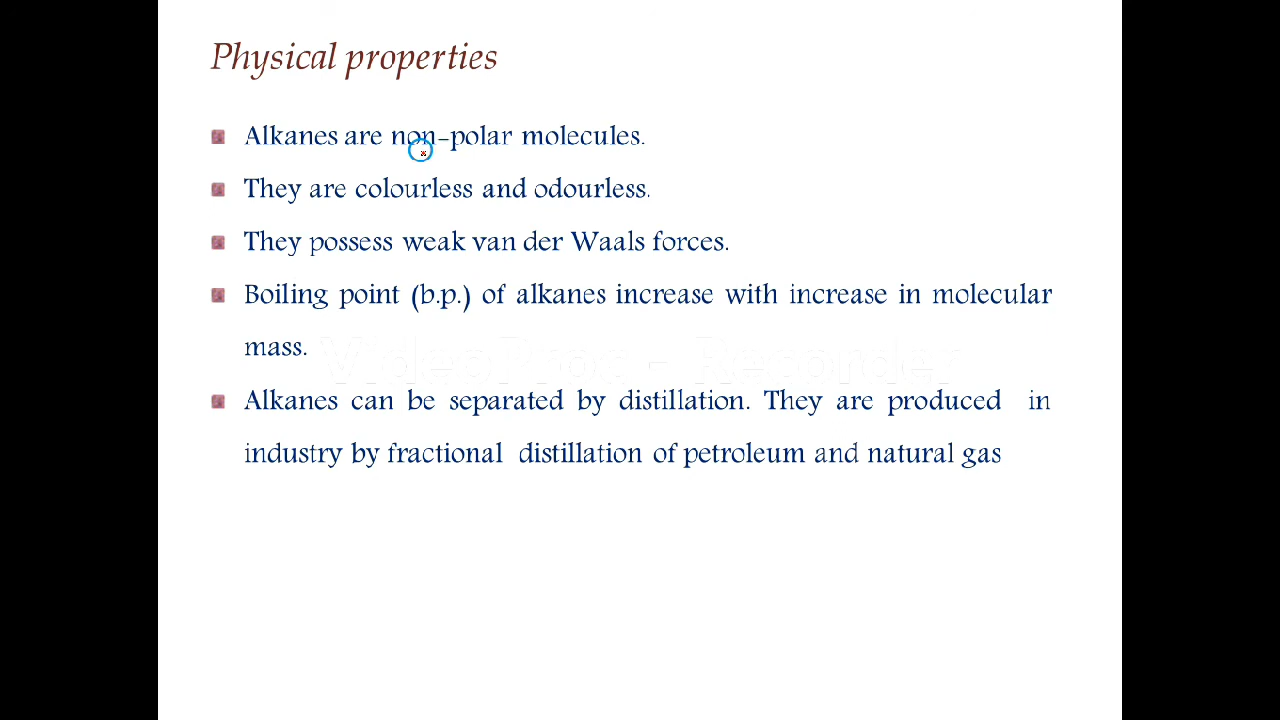 Physical properties
Alkanes are non-polar molecules.
They are colourless and odourless.
They possess weak van der Waals forces.
Boiling point (b.p.) of alkanes increase with increase in molecular
mass.
VideoProc - Recorder
Alkanes can be separated by distillation. They are produced in
industry by fractional distillation of petroleum and natural gas